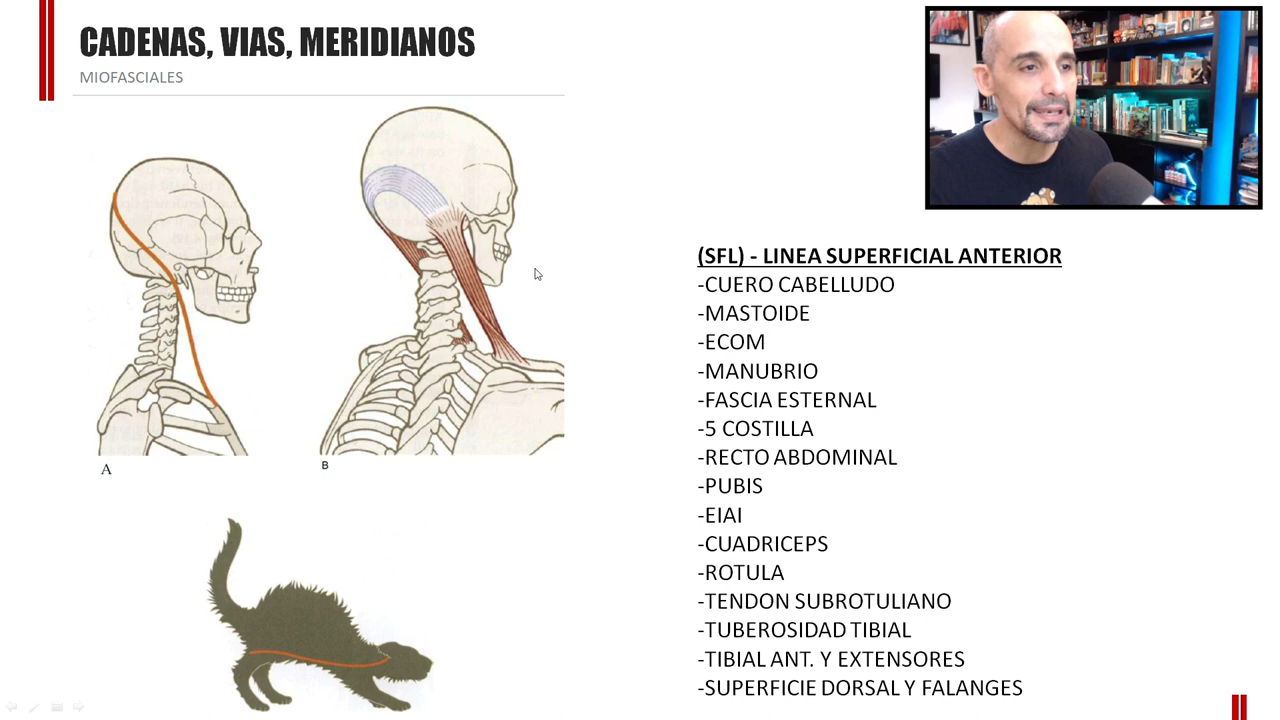 CADENAS, VIAS, MERIDIANOS
MIOFASCIALES
A
B
(SFL) - LINEA SUPERFICIAL ANTERIOR
-CUERO CABELLUDO
-MASTOIDE
-ECOM
-MANUBRIO
-FASCIA ESTERNAL
-5 COSTILLA
-RECTO ABDOMINAL
-PUBIS
-EIAI
-CUADRICEPS
-ROTULA
-TENDON SUBROTULIANO
-TUBEROSIDAD TIBIAL
-TIBIAL ANT. Y EXTENSORES
-SUPERFICIE DORSAL Y FALANGES